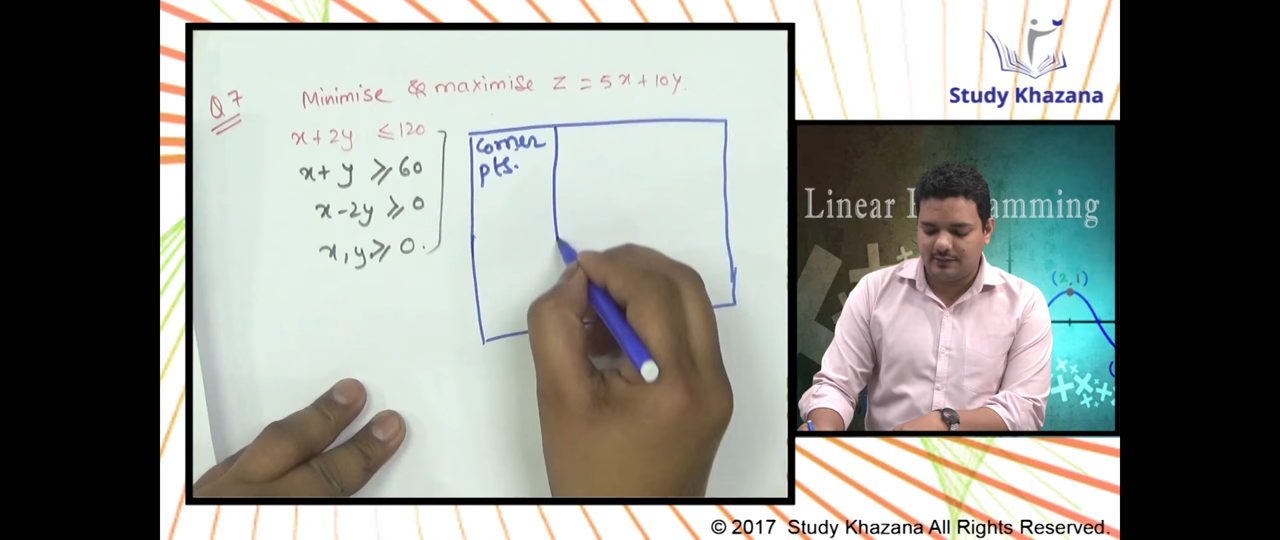 Q7 Minimise & maximise Z = 5x + 10y.
x + 2y ≤ 120
x + y ≥ 60
x - 2y ≥ 0
x, y ≥ 0.
corner
pts.
Study Khazana
Linear
amming
(2,1)
© 2017 Study Khazana All Rights Reserved.